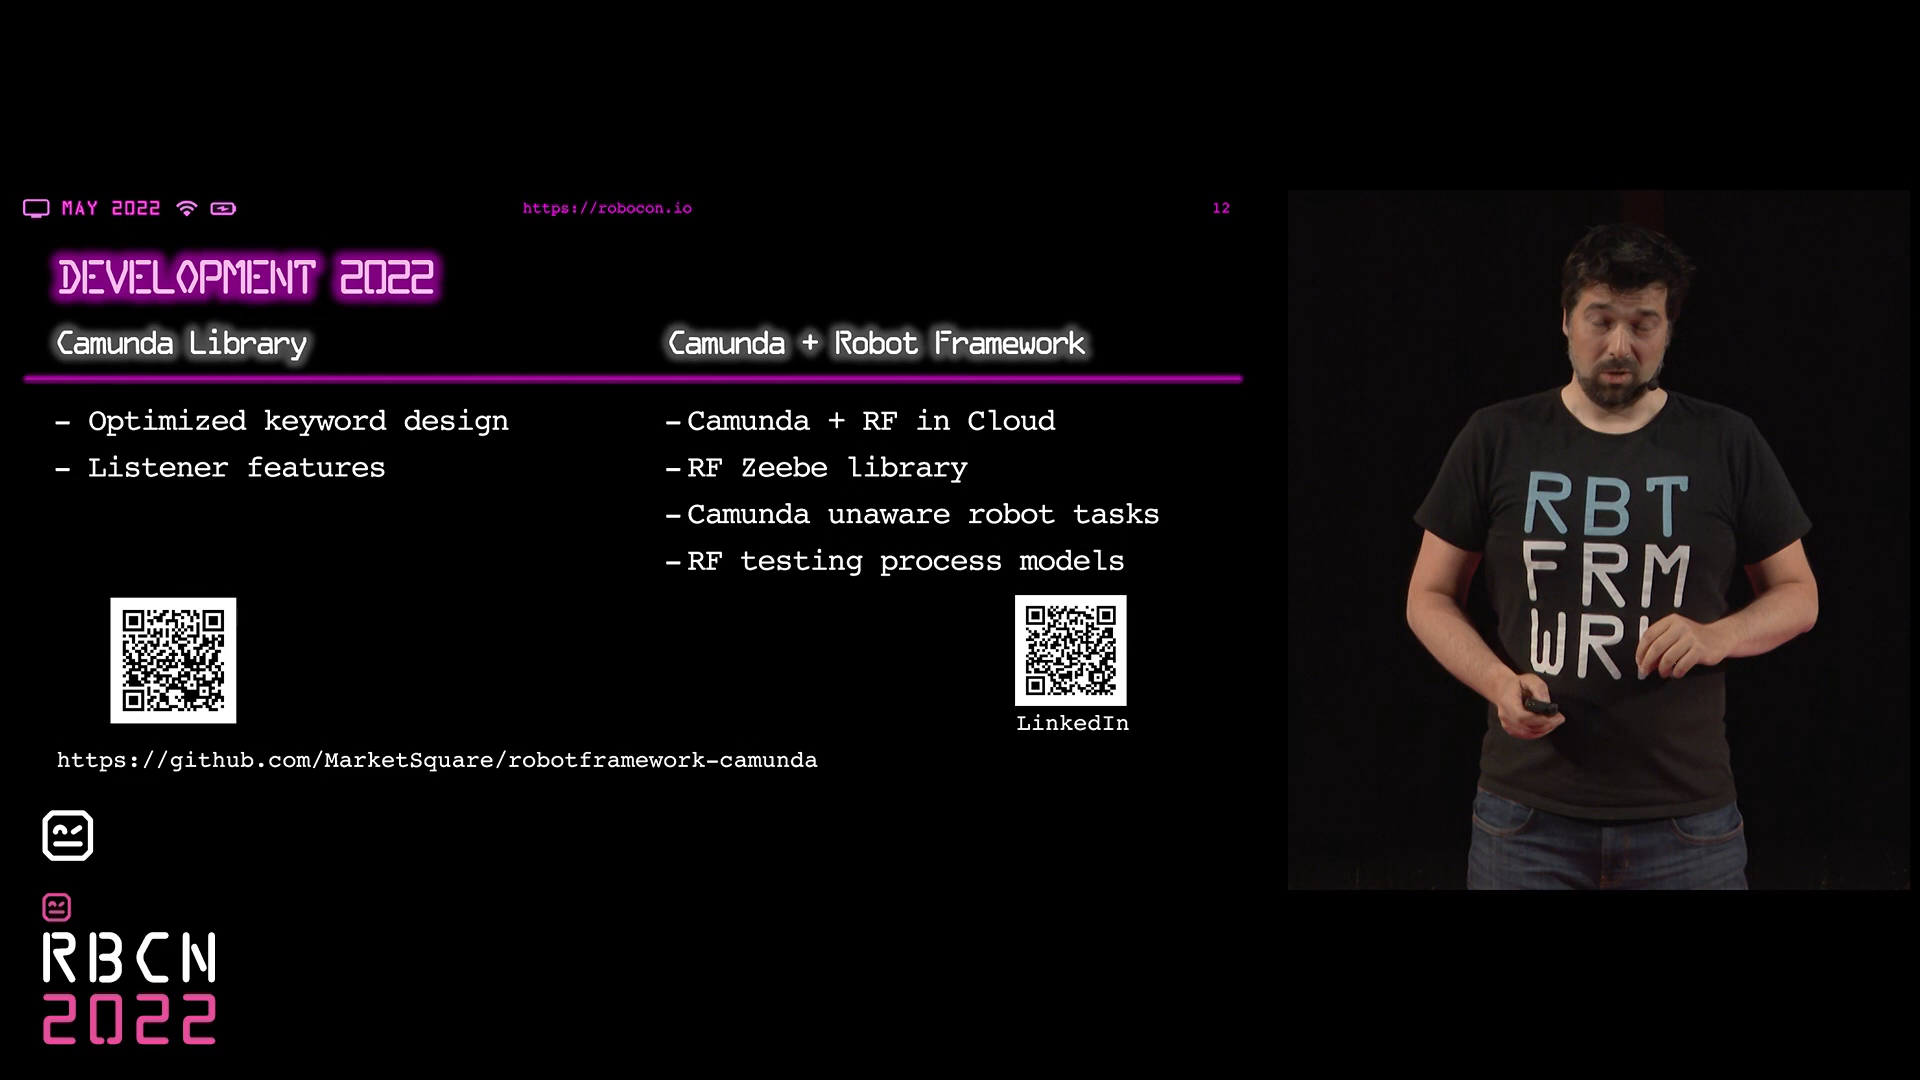 MAY 2022
https://robocon.io
12
DEVELOPMENT 2022
Camunda Library
Camunda + Robot Framework
- Optimized keyword design
- Listener features
- Camunda + RF in Cloud
- RF Zeebe library
- Camunda unaware robot tasks
- RF testing process models
LinkedIn
https://github.com/MarketSquare/robotframework-camunda
RBCN
2022
RBT
FRM
WR